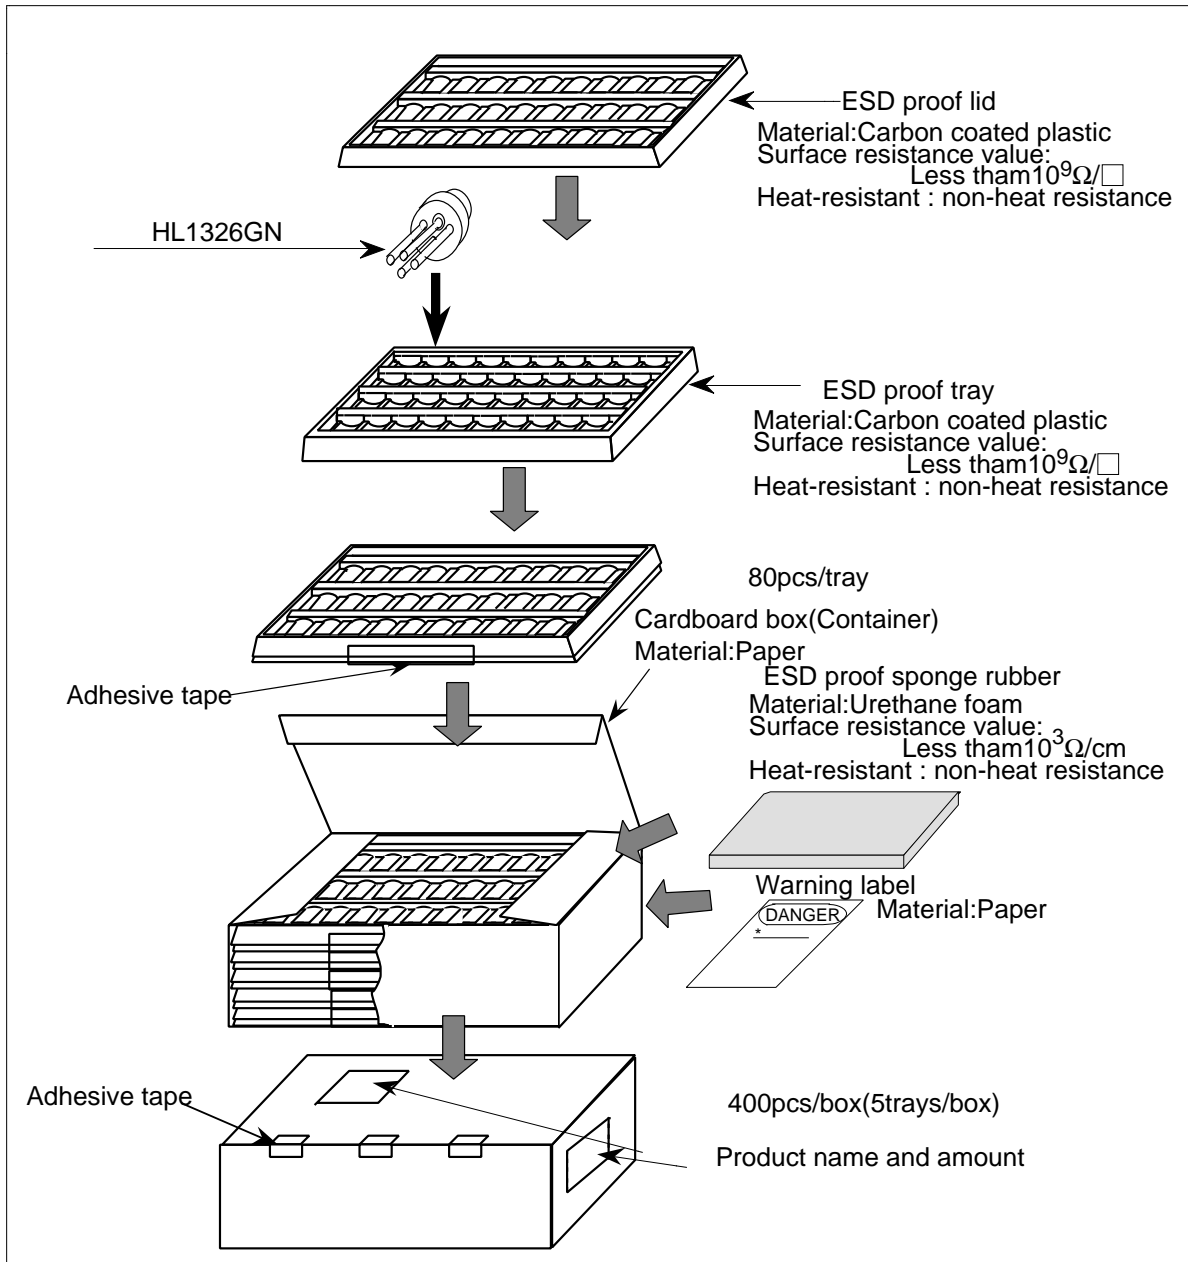 ESD proof lid
Material:Carbon coated plastic
Surface resistance value:
Less tham10⁹Ω/□
Heat-resistant : non-heat resistance
HL1326GN
ESD proof tray
Material:Carbon coated plastic
Surface resistance value:
Less tham10⁹Ω/□
Heat-resistant : non-heat resistance
80pcs/tray
Cardboard box(Container)
Material:Paper
Adhesive tape
ESD proof sponge rubber
Material:Urethane foam
Surface resistance value:
Less tham10³Ω/cm
Heat-resistant : non-heat resistance
Warning label
Material:Paper
DANGER
*
Adhesive tape
400pcs/box(5trays/box)
Product name and amount